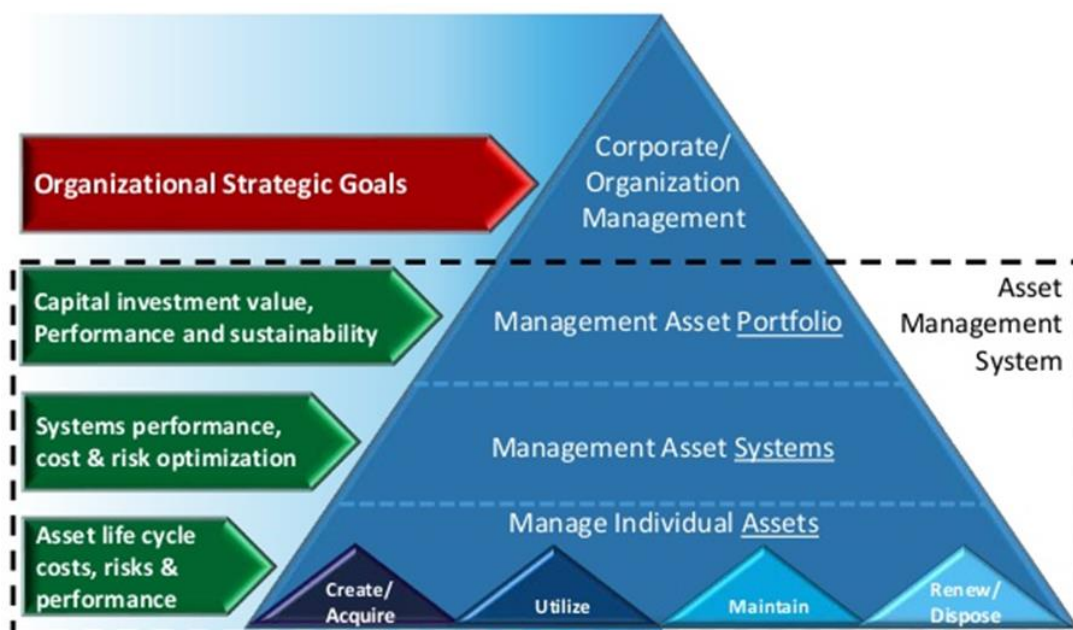 Corporate/
Organization
Management
Organizational Strategic Goals
Capital investment value,
Performance and sustainability
Management Asset Portfolio
Asset
Management
System
Systems performance,
cost & risk optimization
Management Asset Systems
Manage Individual Assets
Asset life cycle
costs, risks &
performance
Create/
Acquire
Utilize
Maintain
Renew/
Dispose